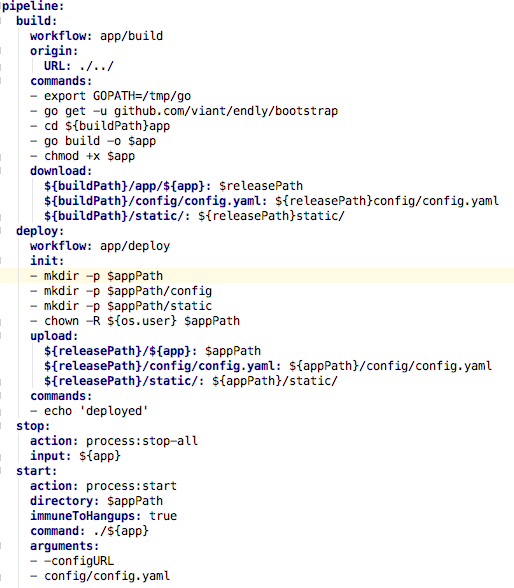 pipeline:
  build:
    workflow: app/build
    origin:
      URL: ./../
    commands:
    - export GOPATH=/tmp/go
    - go get -u github.com/viant/endly/bootstrap
    - cd ${buildPath}app
    - go build -o $app
    - chmod +x $app
    download:
      ${buildPath}/app/${app}: $releasePath
      ${buildPath}/config/config.yaml: ${releasePath}config/config.yaml
      ${buildPath}/static/: ${releasePath}static/
  deploy:
    workflow: app/deploy
    init:
    - mkdir -p $appPath
    - mkdir -p $appPath/config
    - mkdir -p $appPath/static
    - chown -R ${os.user} $appPath
    upload:
      ${releasePath}/${app}: $appPath
      ${releasePath}/config/config.yaml: ${appPath}/config/config.yaml
      ${releasePath}/static/: ${appPath}/static/
    commands:
    - echo 'deployed'
  stop:
    action: process:stop-all
    input: ${app}
  start:
    action: process:start
    directory: $appPath
    immuneToHangups: true
    command: ./${app}
    arguments:
    - -configURL
    - config/config.yaml